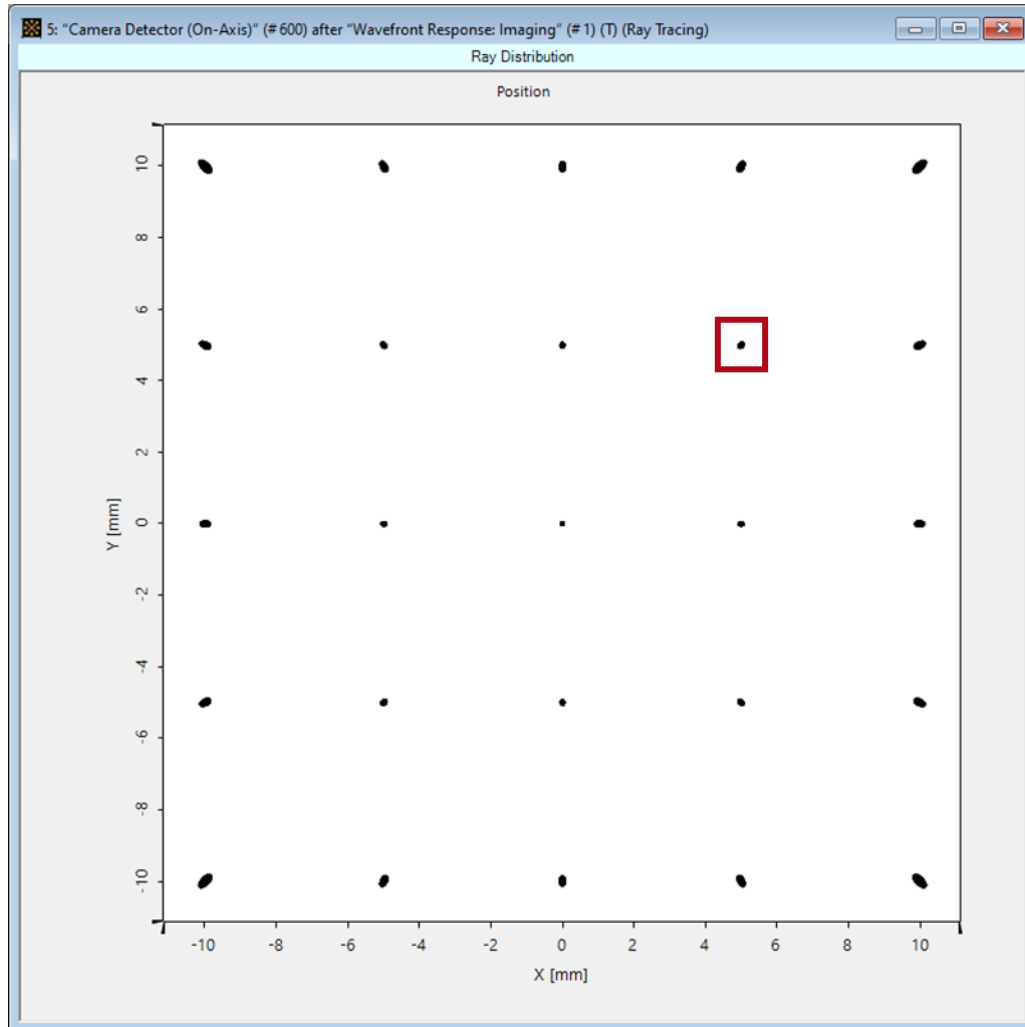 5: “Camera Detector (On-Axis)” (# 600) after “Wavefront Response: Imaging” (# 1) (T) (Ray Tracing)
Ray Distribution
Position
10
8
6
4
2
0
-2
-4
-6
-8
-10
Y [mm]
-10 -8 -6 -4 -2 0 2 4 6 8 10
X [mm]